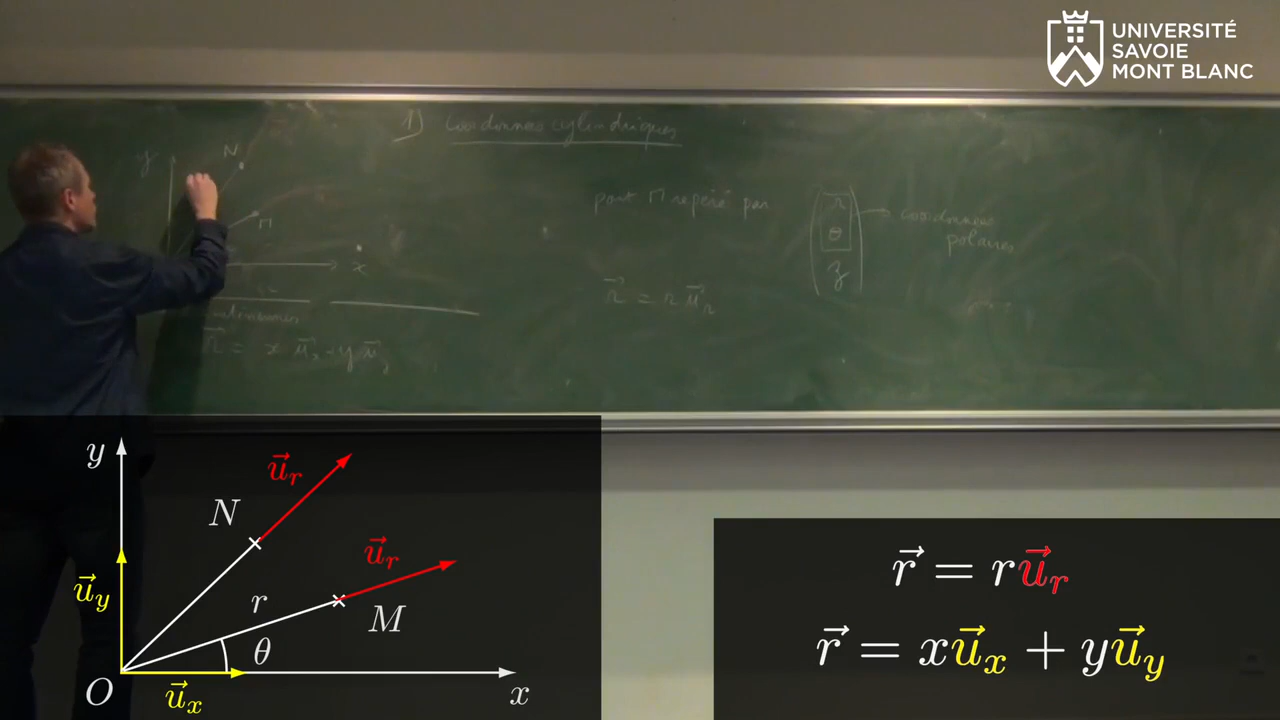 UNIVERSITÉ
SAVOIE
MONT BLANC
1) Coordonnées cylindriques
y
N
M
x
point M repéré par
r
θ
z
coordonnées
polaires
r⃗ = r u⃗r
r⃗ = x u⃗x + y u⃗y
y
u⃗r
N
u⃗r
u⃗y
r
M
θ
O
u⃗x
x
r⃗ = ru⃗r
r⃗ = xu⃗x + yu⃗y